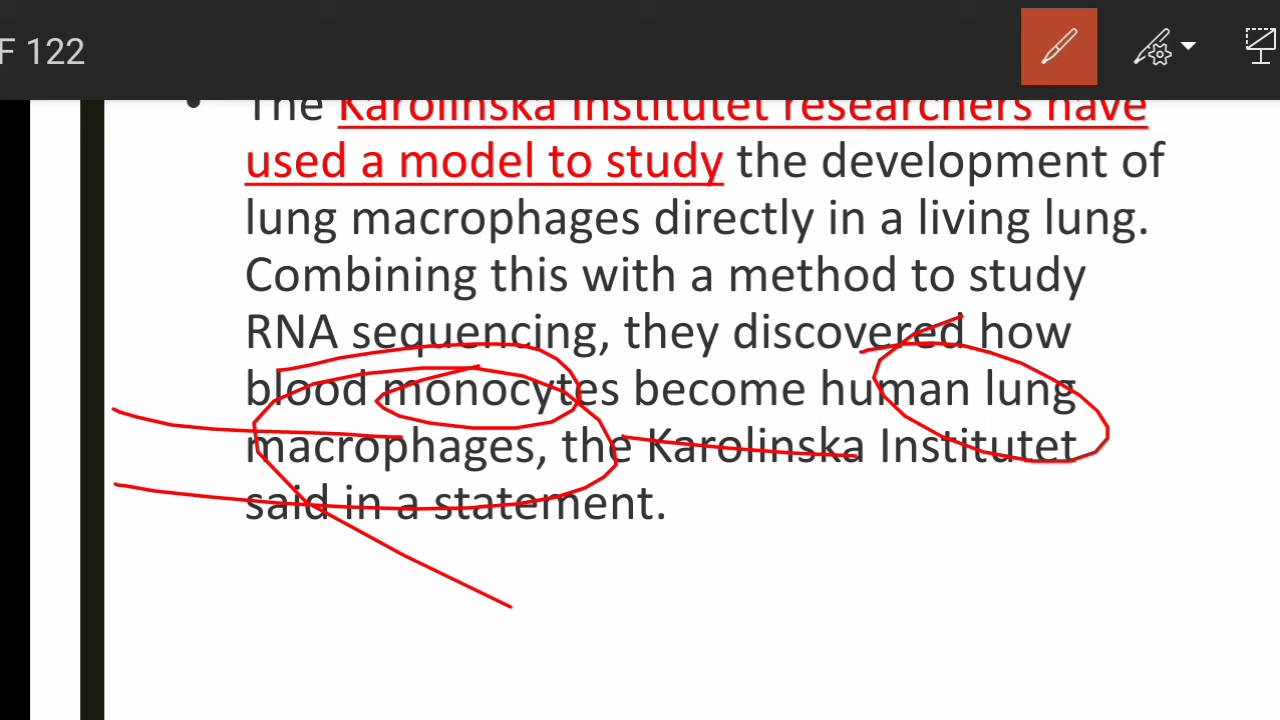 F 122
• The Karolinska Institutet researchers have
used a model to study the development of
lung macrophages directly in a living lung.
Combining this with a method to study
RNA sequencing, they discovered how
blood monocytes become human lung
macrophages, the Karolinska Institutet
said in a statement.